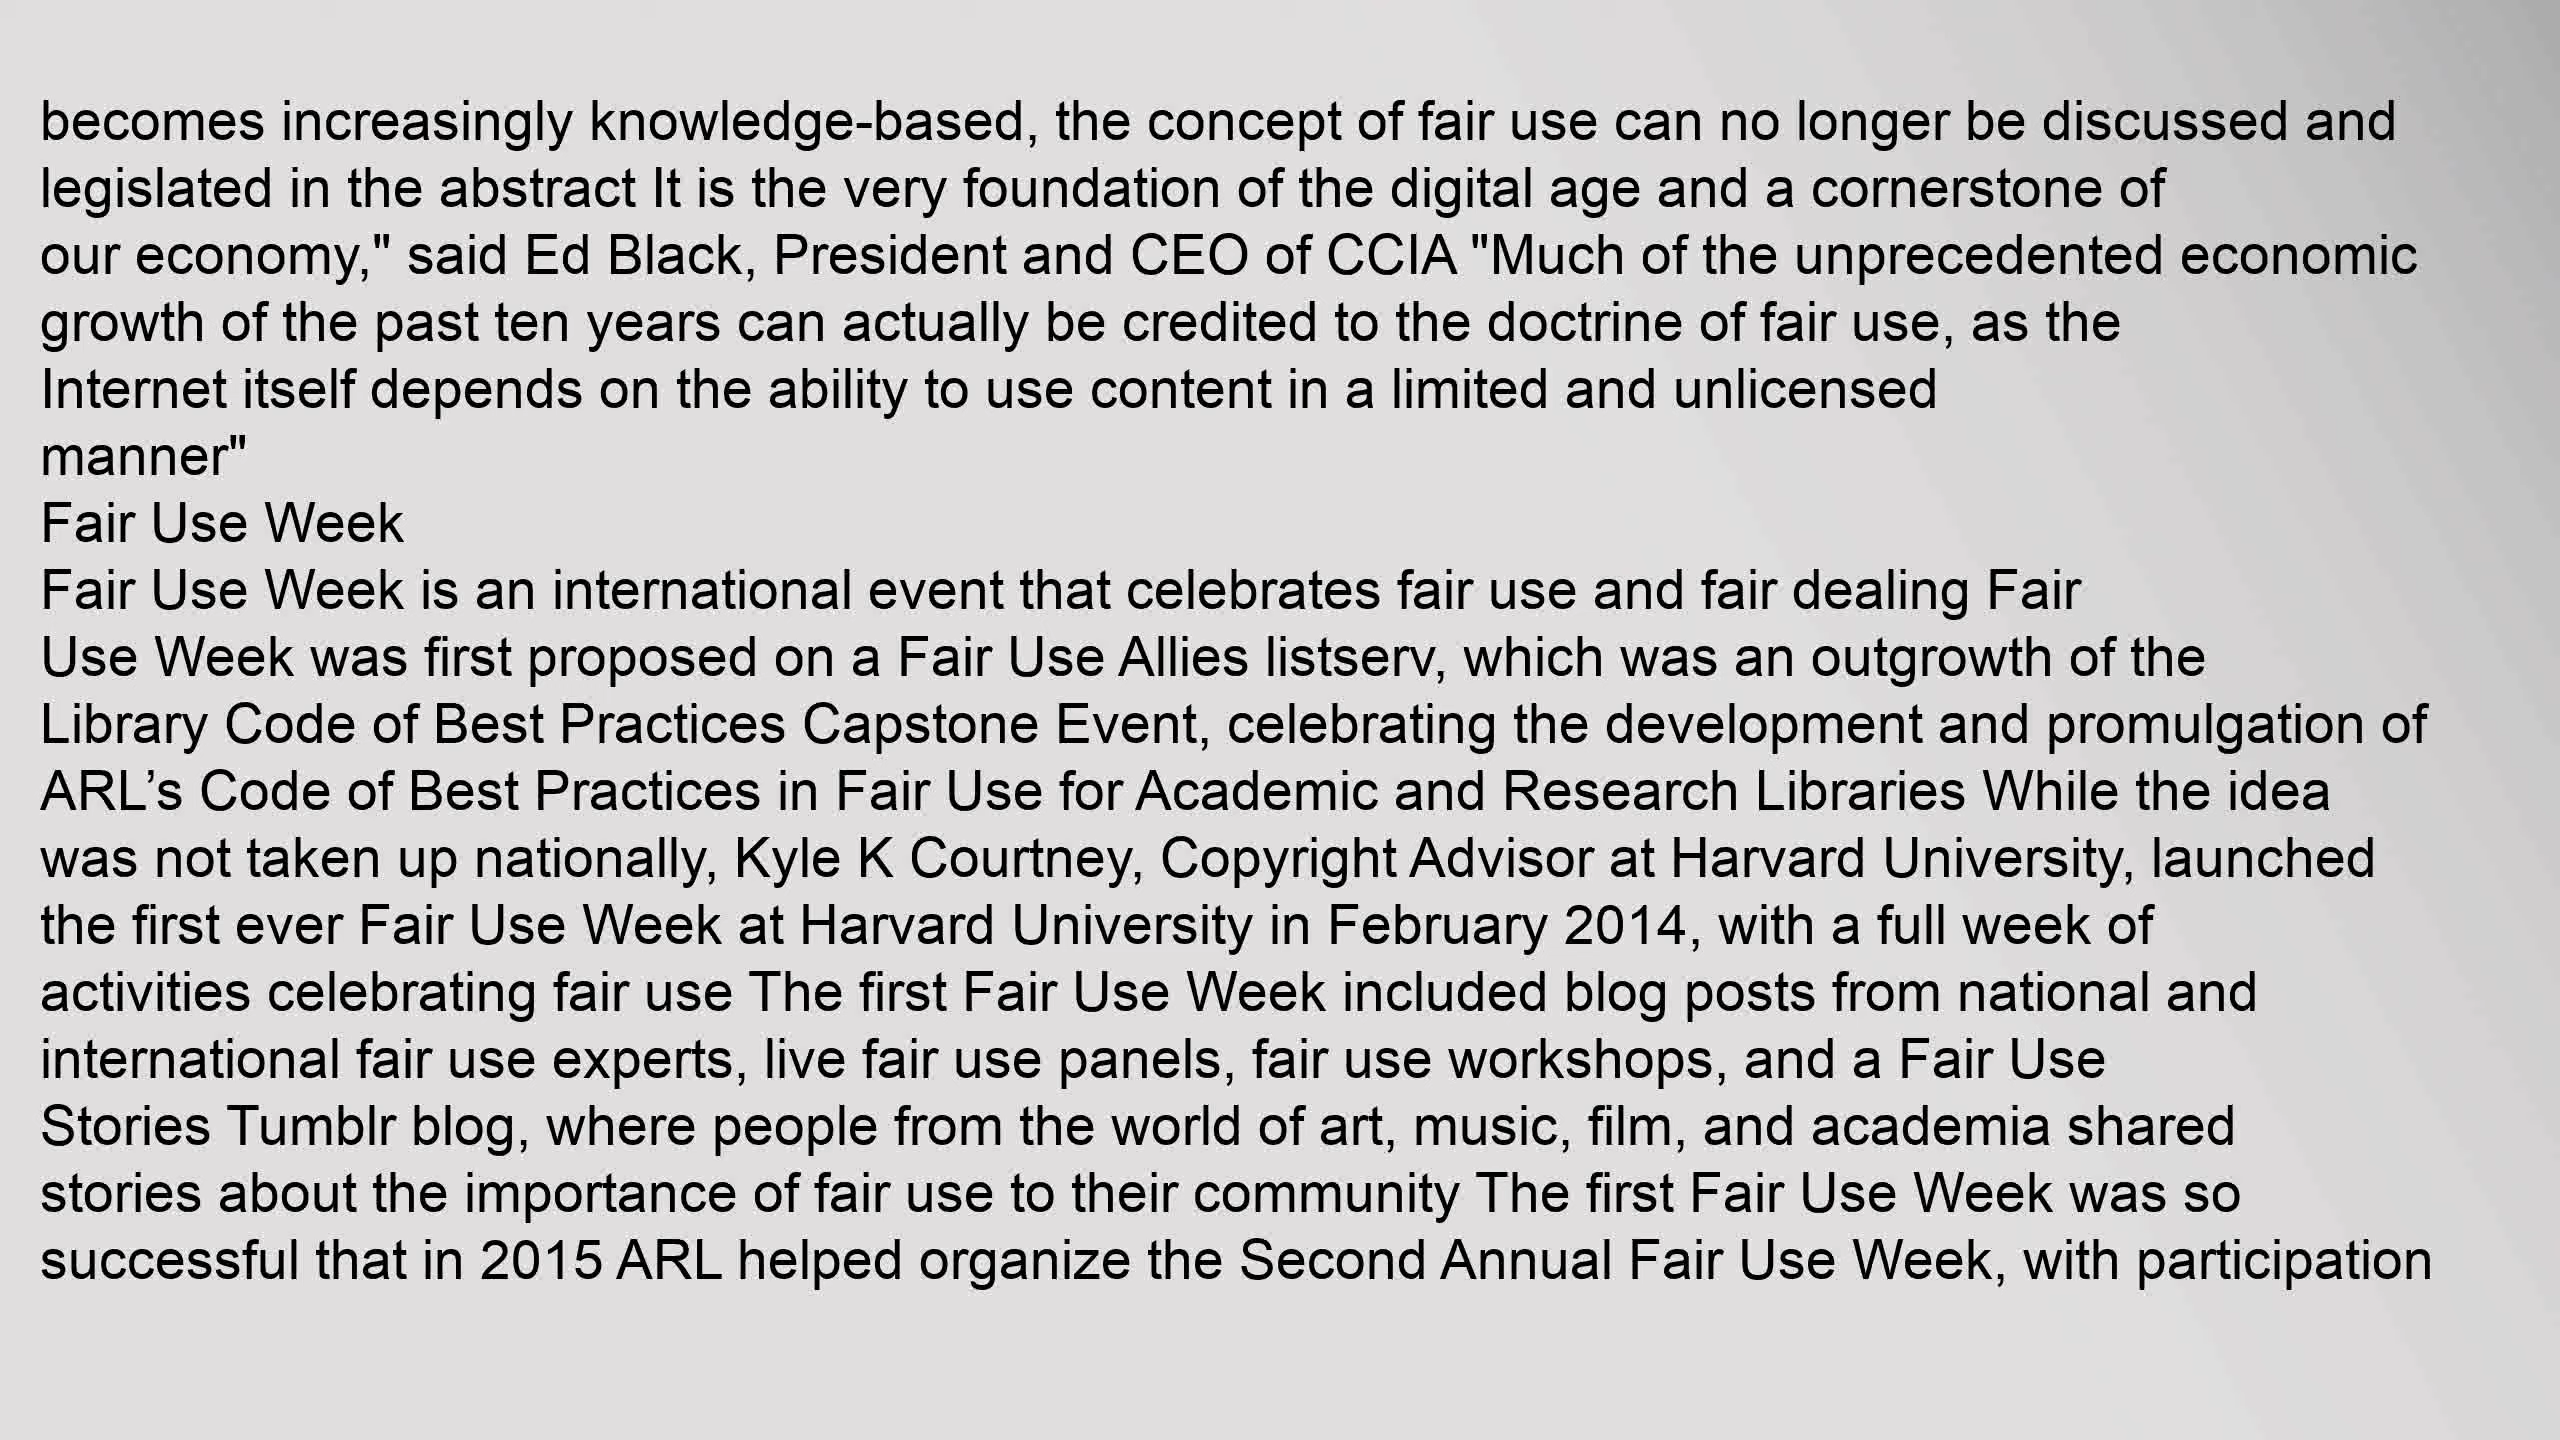 becomes increasingly knowledge-based, the concept of fair use can no longer be discussed and
legislated in the abstract It is the very foundation of the digital age and a cornerstone of
our economy," said Ed Black, President and CEO of CCIA "Much of the unprecedented economic
growth of the past ten years can actually be credited to the doctrine of fair use, as the
Internet itself depends on the ability to use content in a limited and unlicensed
manner"
Fair Use Week
Fair Use Week is an international event that celebrates fair use and fair dealing Fair
Use Week was first proposed on a Fair Use Allies listserv, which was an outgrowth of the
Library Code of Best Practices Capstone Event, celebrating the development and promulgation of
ARL’s Code of Best Practices in Fair Use for Academic and Research Libraries While the idea
was not taken up nationally, Kyle K Courtney, Copyright Advisor at Harvard University, launched
the first ever Fair Use Week at Harvard University in February 2014, with a full week of
activities celebrating fair use The first Fair Use Week included blog posts from national and
international fair use experts, live fair use panels, fair use workshops, and a Fair Use
Stories Tumblr blog, where people from the world of art, music, film, and academia shared
stories about the importance of fair use to their community The first Fair Use Week was so
successful that in 2015 ARL helped organize the Second Annual Fair Use Week, with participation